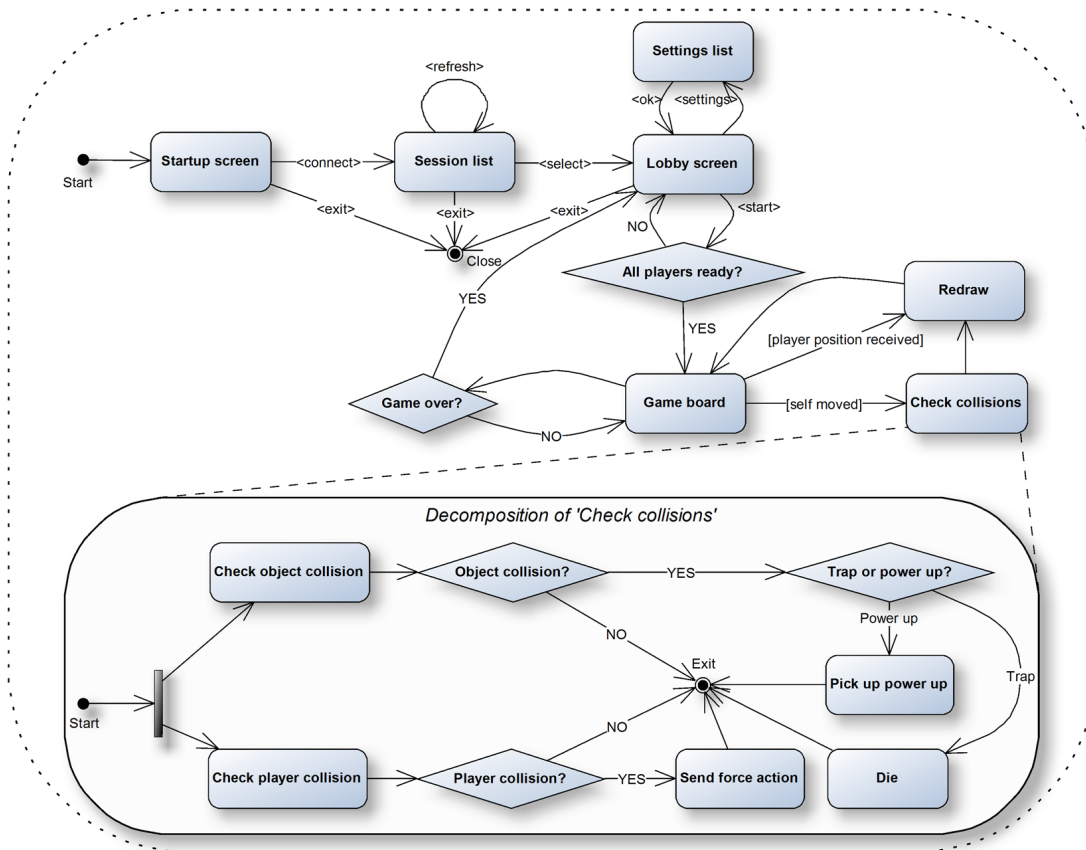 Settings list
<refresh>
<ok>
<settings>
Start
Startup screen
<connect>
Session list
<select>
Lobby screen
<exit>
<exit>
<exit>
<start>
NO
Close
All players ready?
Redraw
YES
YES
[player position received]
Game over?
Game board
[self moved]
Check collisions
NO
Decomposition of 'Check collisions'
Check object collision
Object collision?
YES
Trap or power up?
NO
Power up
Exit
Pick up power up
Trap
Start
NO
Check player collision
Player collision?
YES
Send force action
Die